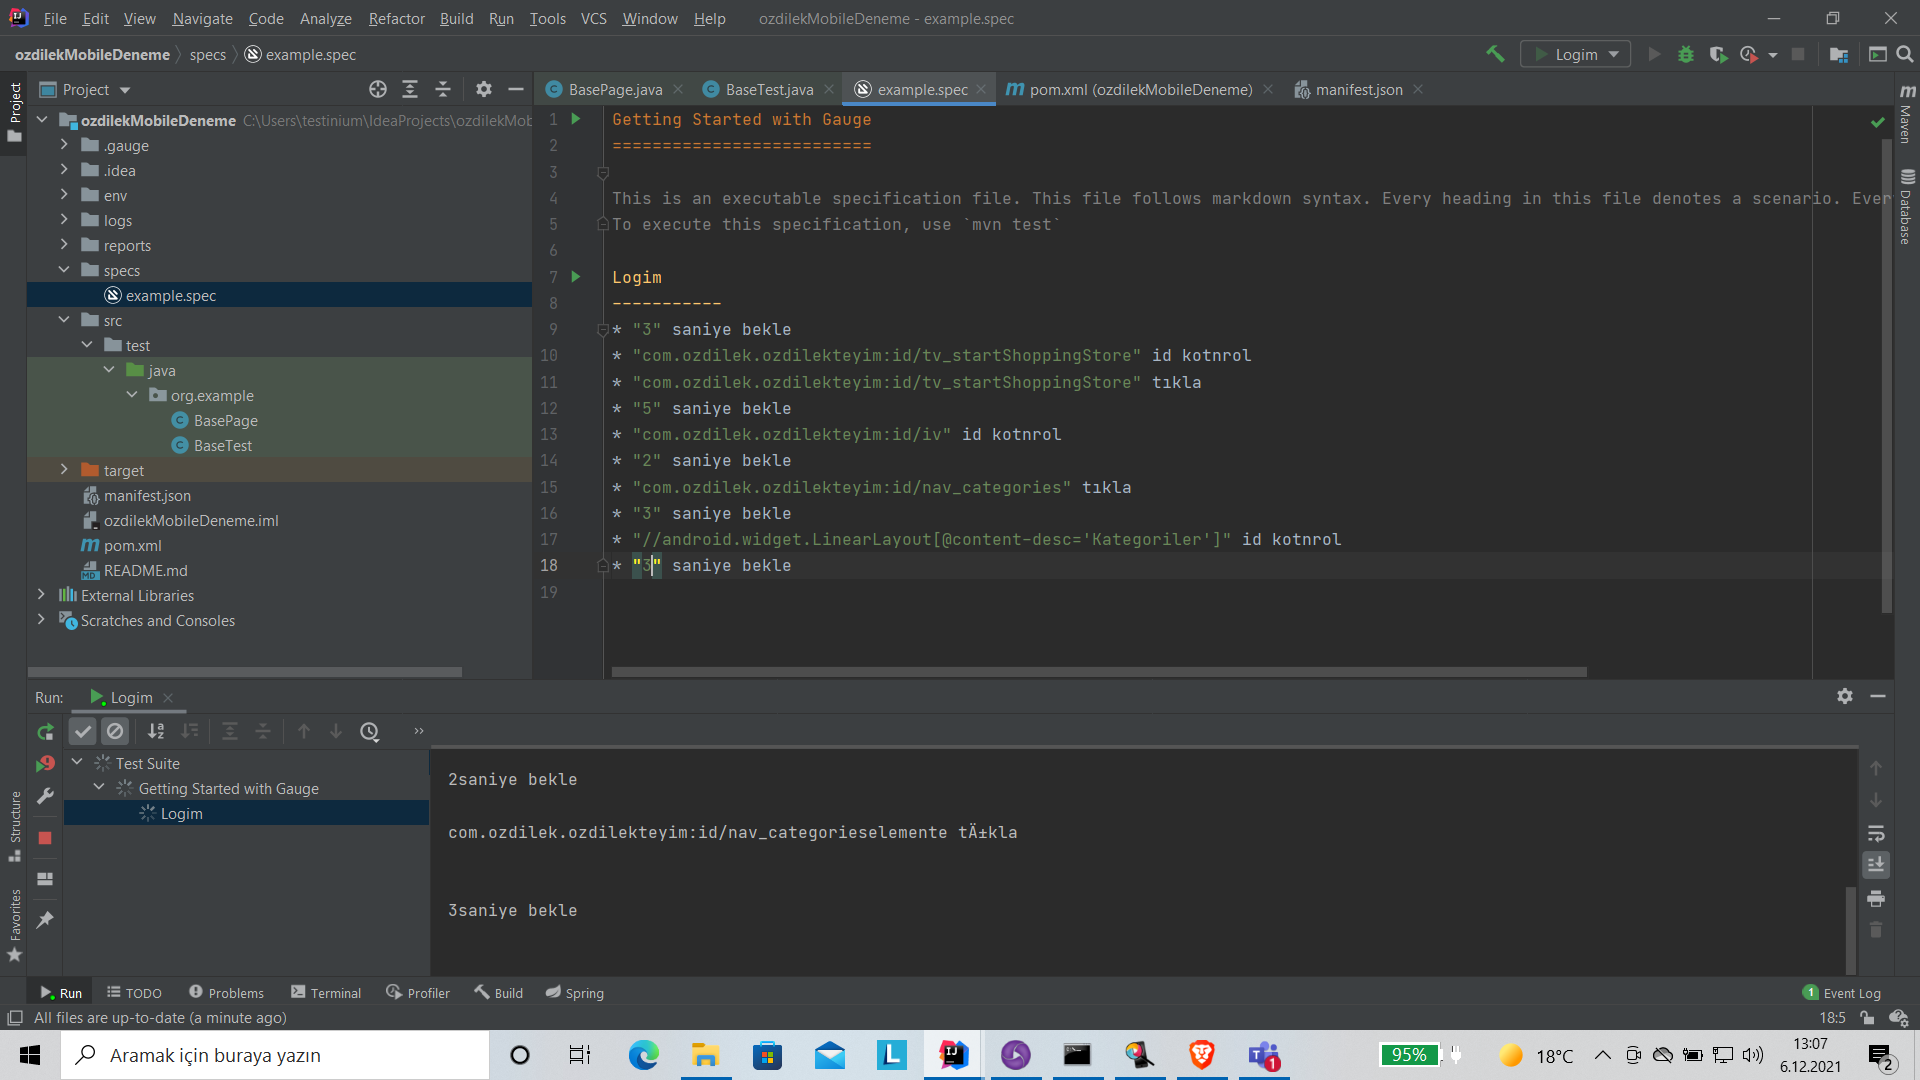 File Edit View Navigate Code Analyze Refactor Build Run Tools VCS Window Help ozdilekMobileDeneme - example.spec
ozdilekMobileDeneme specs example.spec Logim
Project
Project
BasePage.java BaseTest.java example.spec pom.xml (ozdilekMobileDeneme) manifest.json
Maven
Database
ozdilekMobileDeneme C:\Users\testinium\IdeaProjects\ozdilekMob
.gauge
.idea
env
logs
reports
specs
example.spec
src
test
java
org.example
BasePage
BaseTest
target
manifest.json
ozdilekMobileDeneme.iml
pom.xml
README.md
External Libraries
Scratches and Consoles
1 Getting Started with Gauge
2 ==========================
3
4 This is an executable specification file. This file follows markdown syntax. Every heading in this file denotes a scenario. Ever
5 To execute this specification, use `mvn test`
6
7 Logim
8 -----------
9 * "3" saniye bekle
10 * "com.ozdilek.ozdilekteyim:id/tv_startShoppingStore" id kotnrol
11 * "com.ozdilek.ozdilekteyim:id/tv_startShoppingStore" tıkla
12 * "5" saniye bekle
13 * "com.ozdilek.ozdilekteyim:id/iv" id kotnrol
14 * "2" saniye bekle
15 * "com.ozdilek.ozdilekteyim:id/nav_categories" tıkla
16 * "3" saniye bekle
17 * "//android.widget.LinearLayout[@content-desc='Kategoriler']" id kotnrol
18 * "3" saniye bekle
19
Run: Logim
Structure
Favorites
Test Suite
Getting Started with Gauge
Logim
2saniye bekle
com.ozdilek.ozdilekteyim:id/nav_categorieselemente tÄ±kla
3saniye bekle
Run TODO Problems Terminal Profiler Build Spring 1 Event Log
All files are up-to-date (a minute ago) 18:5
Aramak için buraya yazın
L
1
95%
18°C
13:07
6.12.2021
2